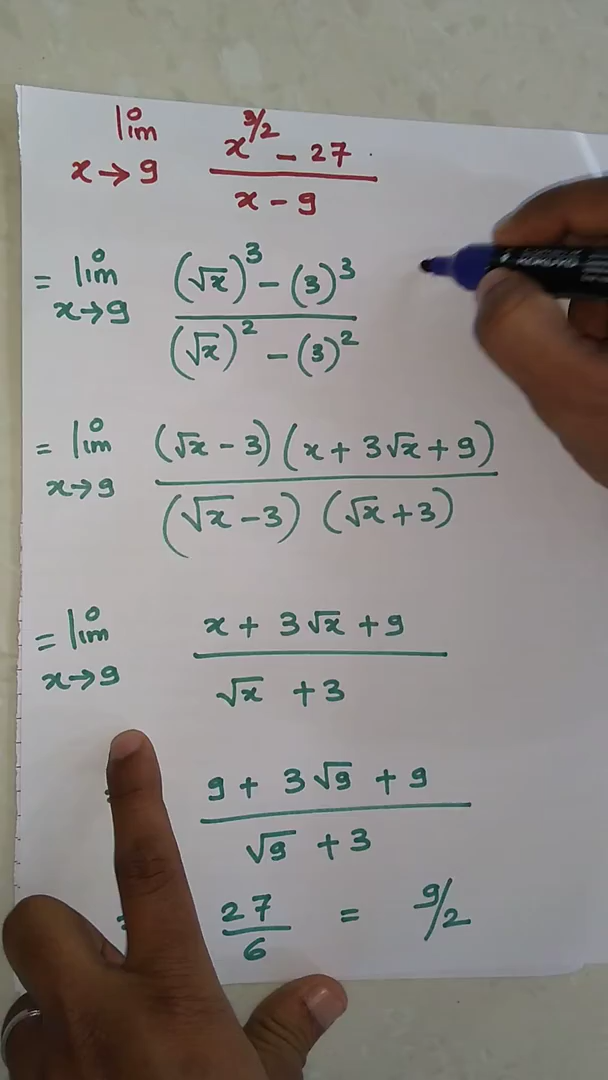 lim x→9 (x^3/2 - 27)/(x - 9)
= lim x→9 ((√x)^3 - (3)^3)/((√x)^2 - (3)^2)
= lim x→9 ((√x - 3)(x + 3√x + 9))/((√x - 3)(√x + 3))
= lim x→9 (x + 3√x + 9)/(√x + 3)
(9 + 3√9 + 9)/(√9 + 3)
= 27/6 = 9/2